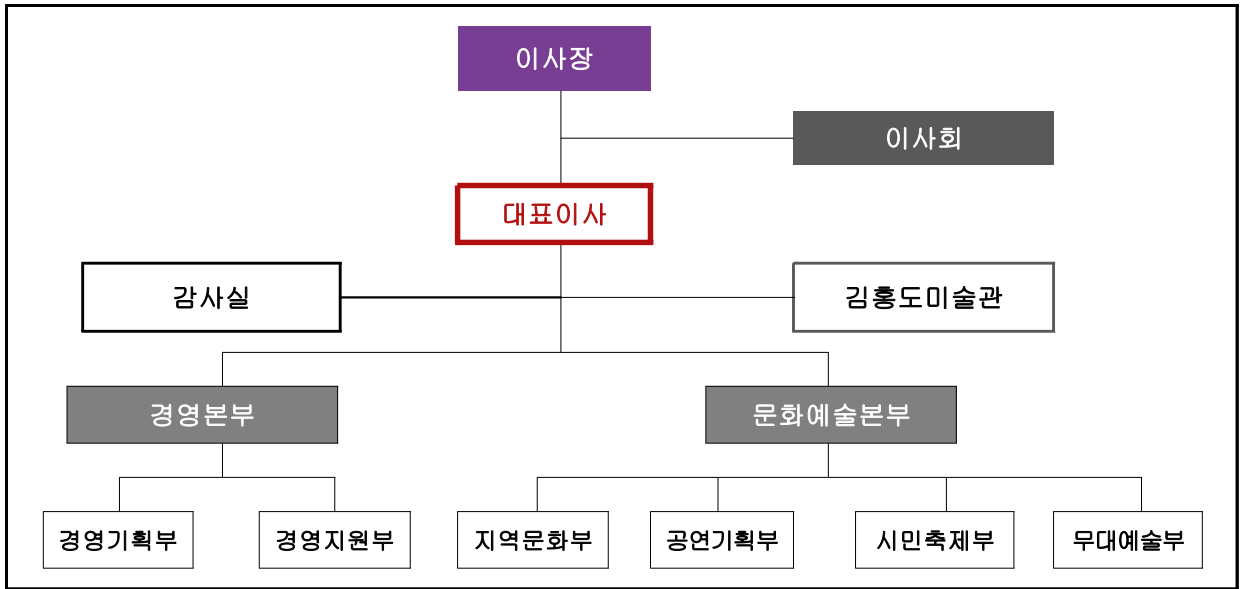 이사장
이사회
대표이사
감사실
김홍도미술관
경영본부
문화예술본부
경영기획부
경영지원부
지역문화부
공연기획부
시민축제부
무대예술부